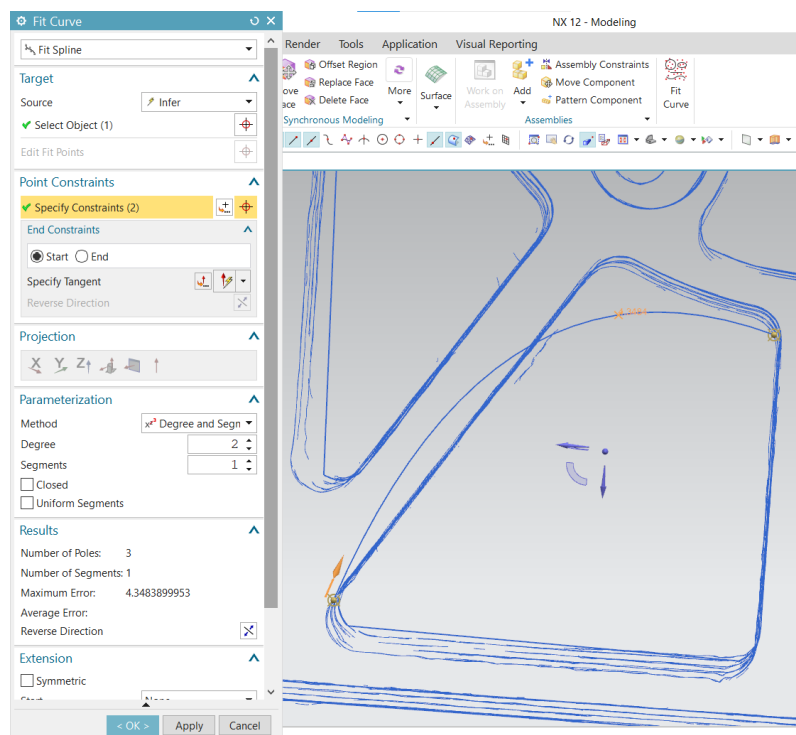 Fit Curve
NX 12 - Modeling
Fit Spline
Render Tools Application Visual Reporting
Target
Offset Region
Replace Face
Delete Face
More
Surface
Work on Assembly
Add
Assembly Constraints
Move Component
Pattern Component
Fit Curve
Source Infer
Synchronous Modeling
Assemblies
Select Object (1)
Edit Fit Points
Point Constraints
Specify Constraints (2)
End Constraints
Start End
Specify Tangent
Reverse Direction
Projection
X Y Z
Parameterization
Method Degree and Segn
Degree 2
Segments 1
Closed
Uniform Segments
Results
Number of Poles: 3
Number of Segments: 1
Maximum Error: 4.3483899953
Average Error:
Reverse Direction
Extension
Symmetric
< OK > Apply Cancel